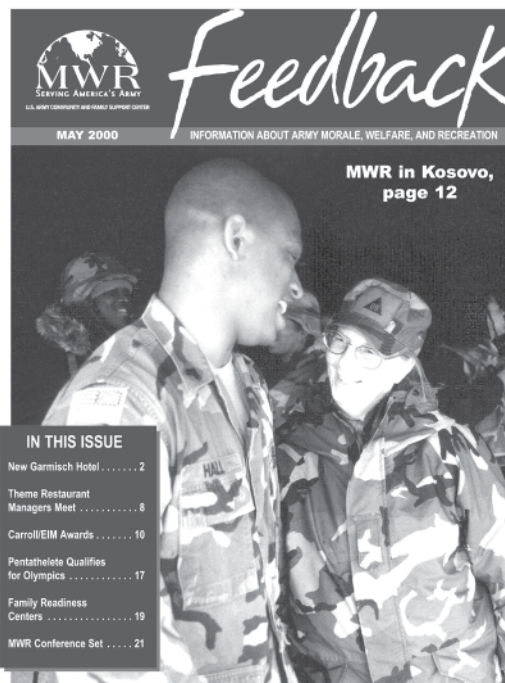 MWR
SERVING AMERICA'S ARMY
U.S. ARMY COMMUNITY AND FAMILY SUPPORT CENTER
Feedback
MAY 2000
INFORMATION ABOUT ARMY MORALE, WELFARE, AND RECREATION
MWR in Kosovo,
page 12
HALL
IN THIS ISSUE
New Garmisch Hotel . . . . . . . 2
Theme Restaurant
Managers Meet . . . . . . . . . . . 8
Carroll/EIM Awards . . . . . . . 10
Pentathelete Qualifies
for Olympics . . . . . . . . . . . . 17
Family Readiness
Centers . . . . . . . . . . . . . . . . 19
MWR Conference Set . . . . . 21